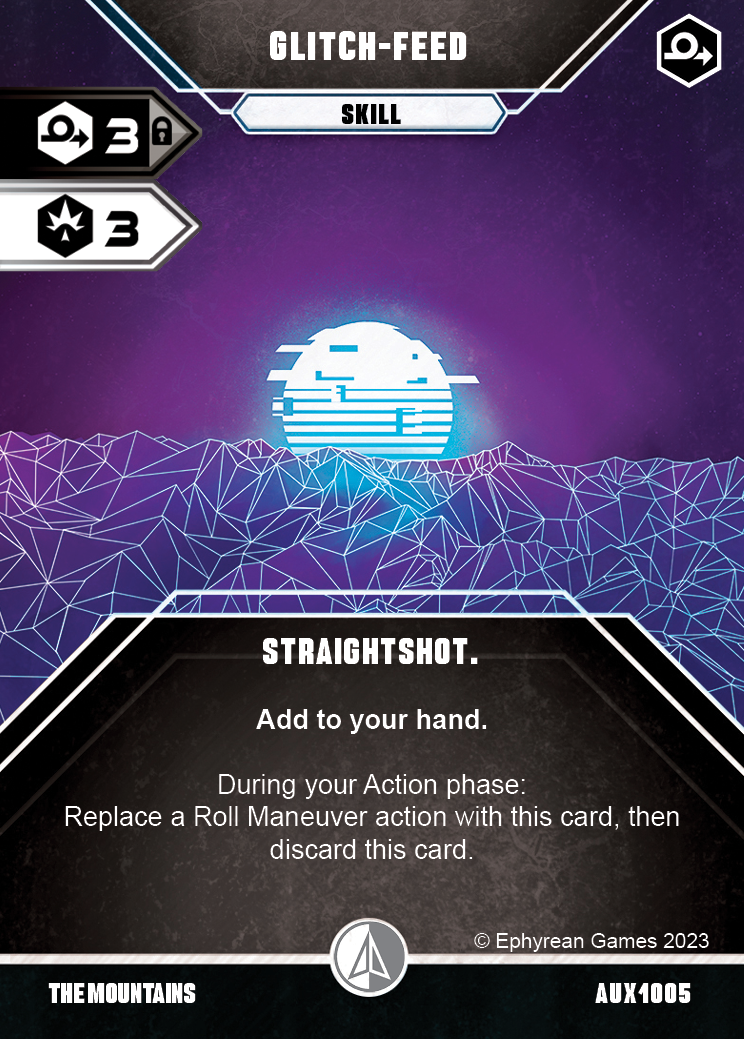 GLITCH-FEED
SKILL
3
3
STRAIGHTSHOT.
Add to your hand.
During your Action phase:
Replace a Roll Maneuver action with this card, then
discard this card.
© Ephyrean Games 2023
THE MOUNTAINS
AUX1005